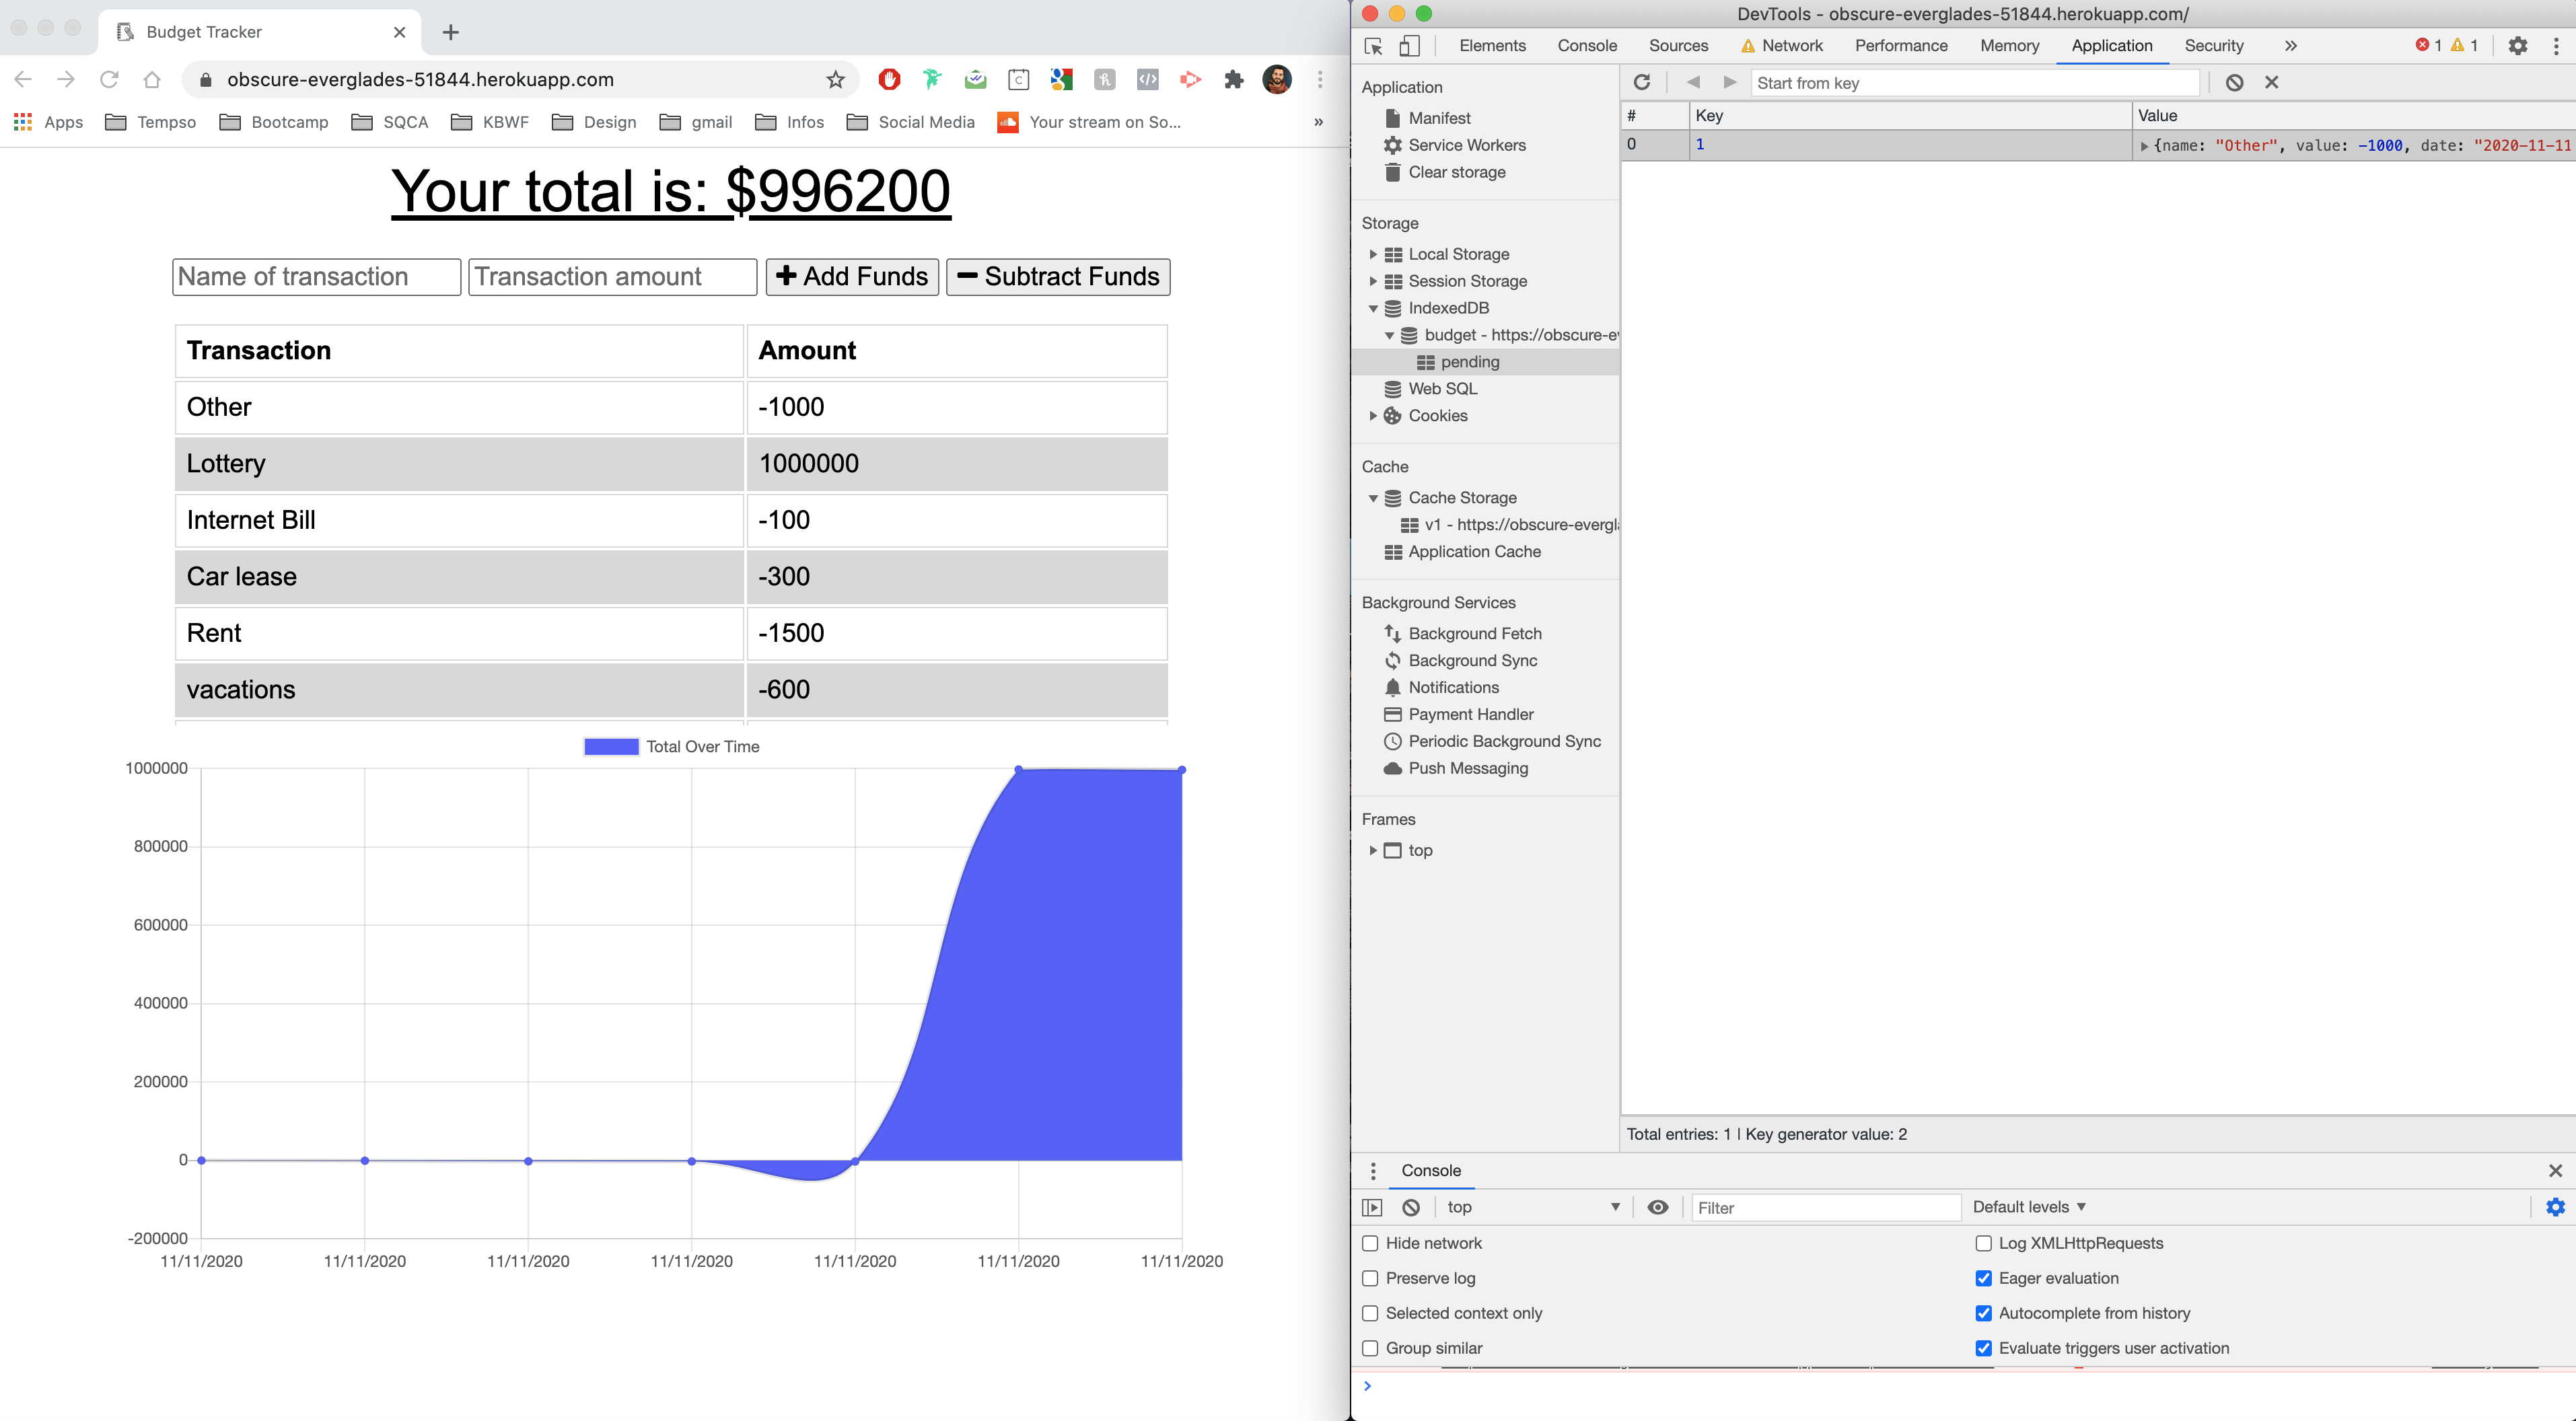 Budget Tracker
obscure-everglades-51844.herokuapp.com
Apps Tempso Bootcamp SQCA KBWF Design gmail Infos Social Media Your stream on So... »
Your total is: $996200
Name of transaction Transaction amount Add Funds Subtract Funds
Transaction Amount
Other -1000
Lottery 1000000
Internet Bill -100
Car lease -300
Rent -1500
vacations -600
Total Over Time
1000000
800000
600000
400000
200000
0
-200000
11/11/2020 11/11/2020 11/11/2020 11/11/2020 11/11/2020 11/11/2020 11/11/2020
DevTools - obscure-everglades-51844.herokuapp.com/
Elements Console Sources Network Performance Memory Application Security » 1 1
Start from key
Application
Manifest
Service Workers
Clear storage
Storage
Local Storage
Session Storage
IndexedDB
budget - https://obscure-e
pending
Web SQL
Cookies
Cache
Cache Storage
v1 - https://obscure-evergl
Application Cache
Background Services
Background Fetch
Background Sync
Notifications
Payment Handler
Periodic Background Sync
Push Messaging
Frames
top
# Key Value
0 1 {name: "Other", value: -1000, date: "2020-11-11
Total entries: 1 | Key generator value: 2
Console
top Filter Default levels
Hide network Log XMLHttpRequests
Preserve log Eager evaluation
Selected context only Autocomplete from history
Group similar Evaluate triggers user activation